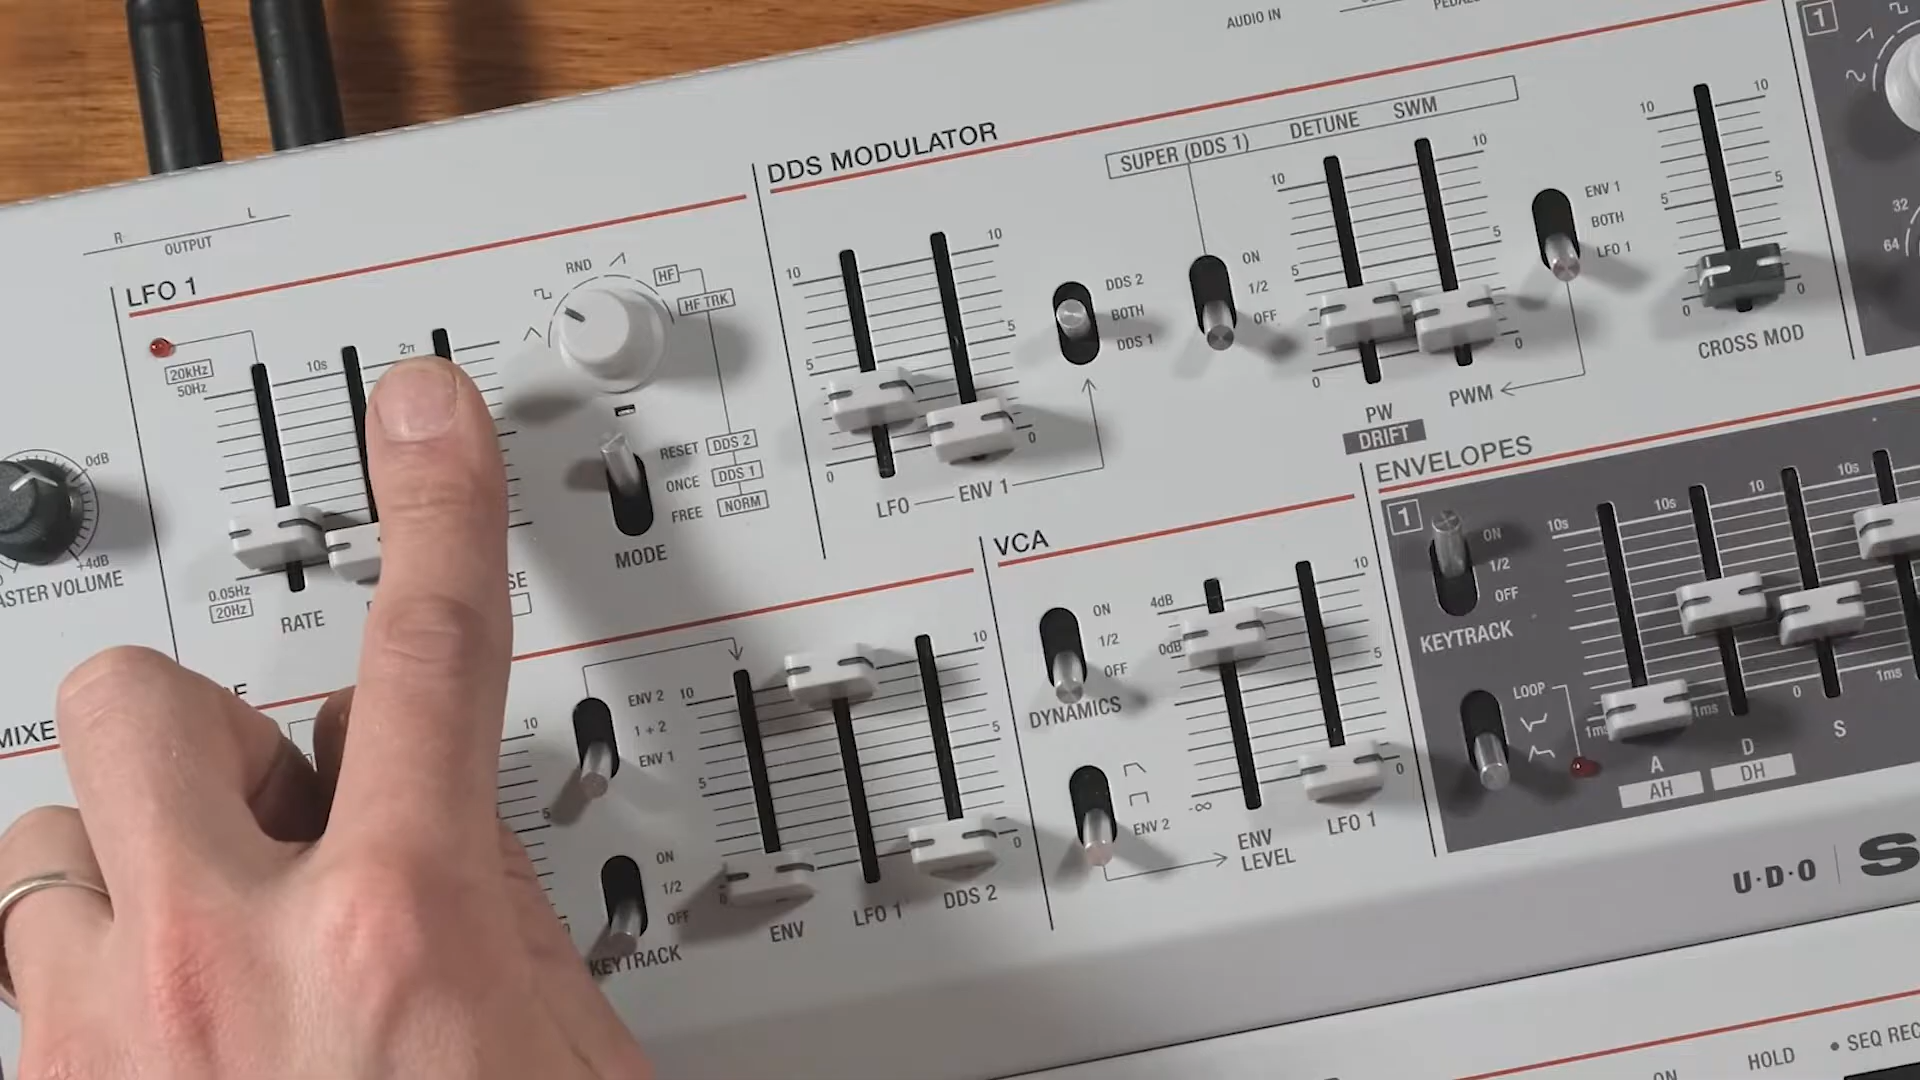 AUDIO IN
R
L
OUTPUT
LFO 1
20kHz
50Hz
10s
2π
RND
HF
HF TRK
RESET
DDS 2
ONCE
DDS 1
FREE
NORM
MODE
0.05Hz
20Hz
RATE
SE
0dB
+4dB
ASTER VOLUME
DDS MODULATOR
10
10
5
5
0
0
LFO
ENV 1
DDS 2
BOTH
DDS 1
SUPER (DDS 1)
DETUNE
SWM
ON
1/2
OFF
10
10
5
5
0
0
PW
DRIFT
PWM
ENV 1
BOTH
LFO 1
10
10
5
5
0
0
CROSS MOD
1
32
64
MIXE
10
5
ENV 2
1 + 2
ENV 1
ON
1/2
OFF
KEYTRACK
10
10
5
5
0
0
ENV
LFO 1
DDS 2
VCA
ON
1/2
OFF
DYNAMICS
ENV 2
4dB
0dB
-∞
10
5
0
ENV
LEVEL
LFO 1
ENVELOPES
1
ON
1/2
OFF
KEYTRACK
LOOP
10s
10s
10
10s
1ms
0
1ms
A
AH
D
DH
S
U·D·O
S
HOLD
SEQ REC
ON